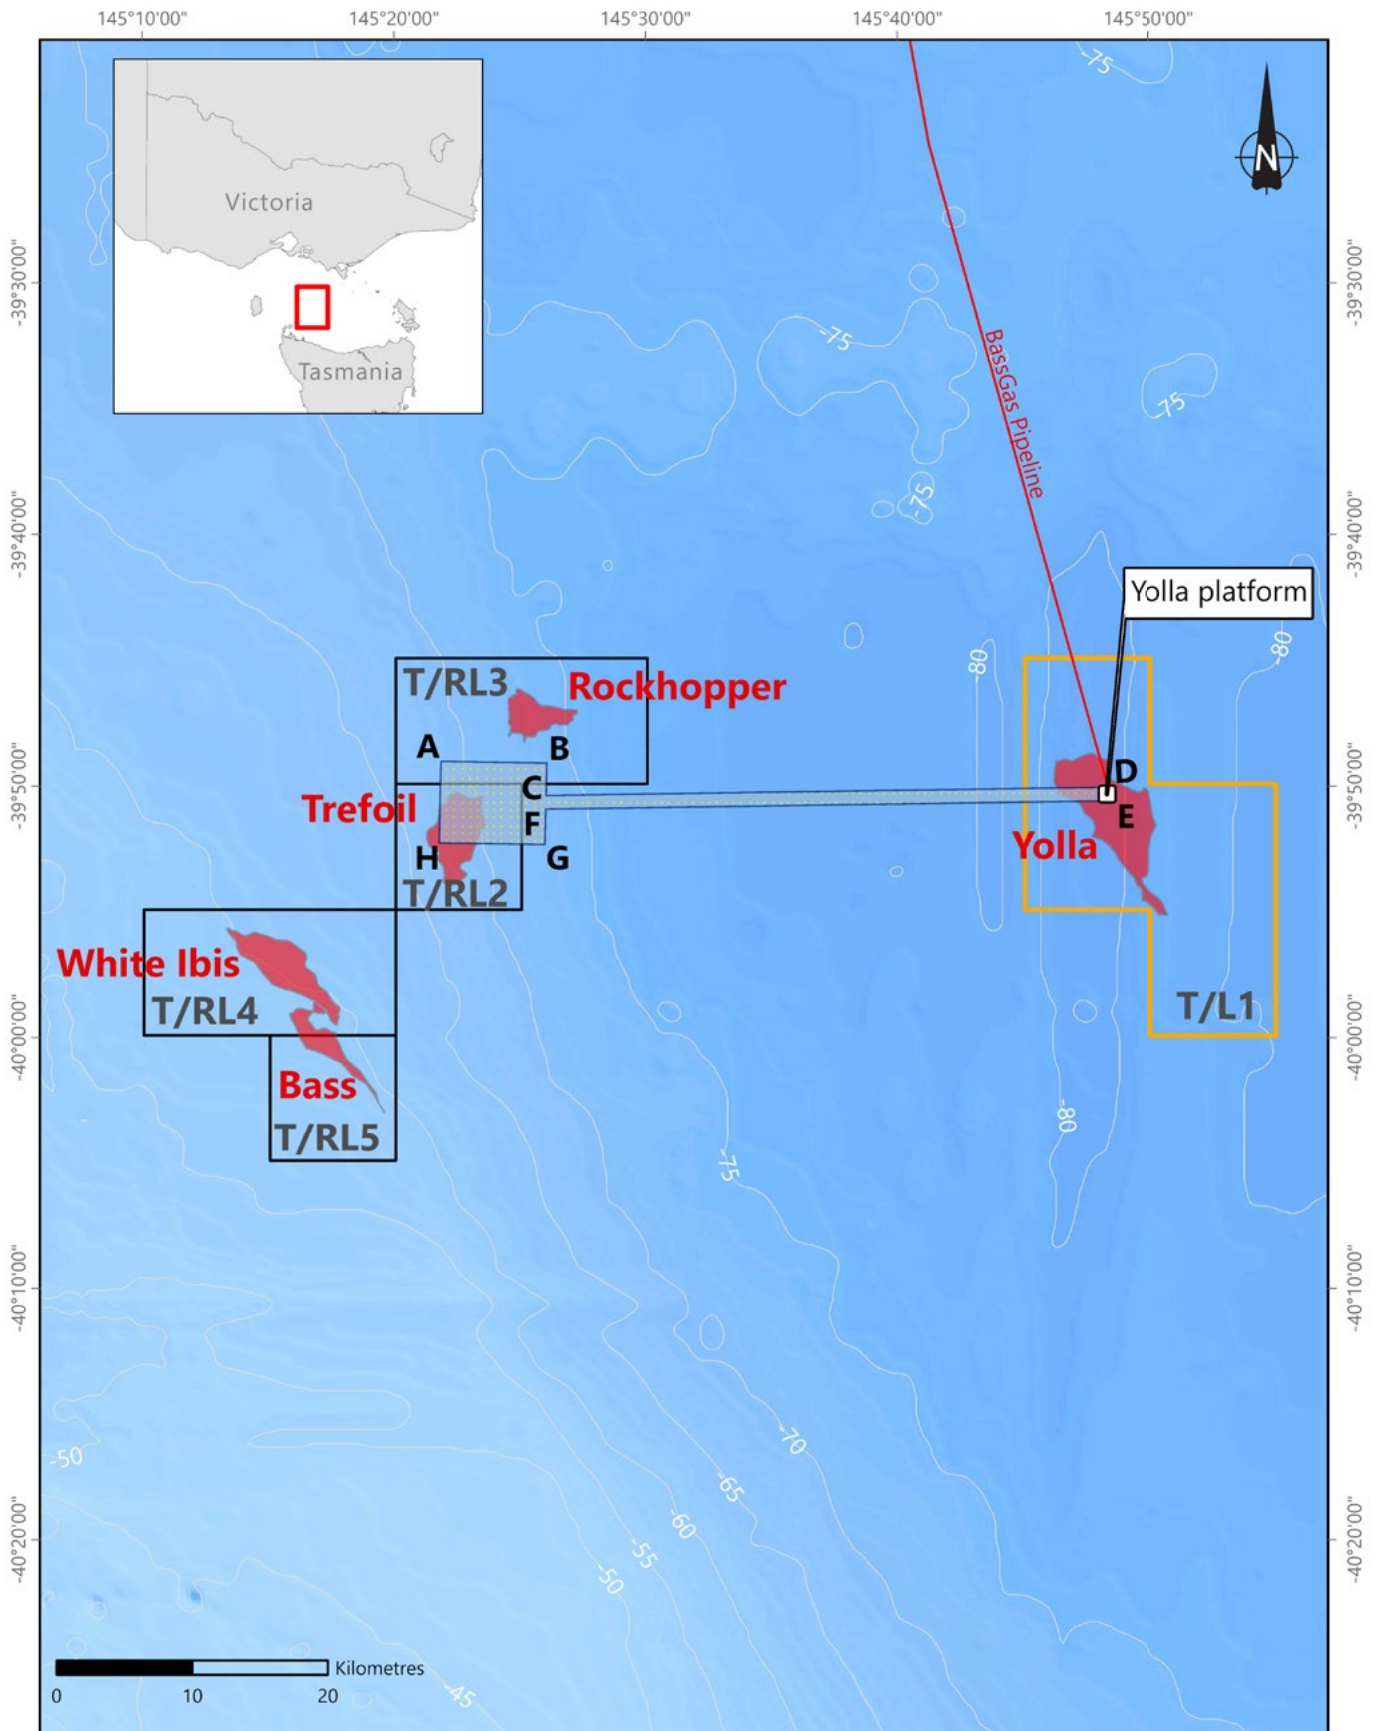 145°10'00" 145°20'00" 145°30'00" 145°40'00" 145°50'00"
-75
N
Victoria
Tasmania
-39°30'00" -39°30'00"
-75
BassGas Pipeline
-75
-75
-39°40'00" -39°40'00"
Yolla platform
-80
-80
T/RL3
Rockhopper
A
B
D
-39°50'00" -39°50'00"
C
Trefoil
E
F
Yolla
H
G
T/RL2
White Ibis
T/RL4
T/L1
-40°00'00" -40°00'00"
Bass
-80
T/RL5
-75
-40°10'00" -40°10'00"
-70
-50
-65
-60
-40°20'00" -40°20'00"
-55
-50
Kilometres
0 10 20
-45